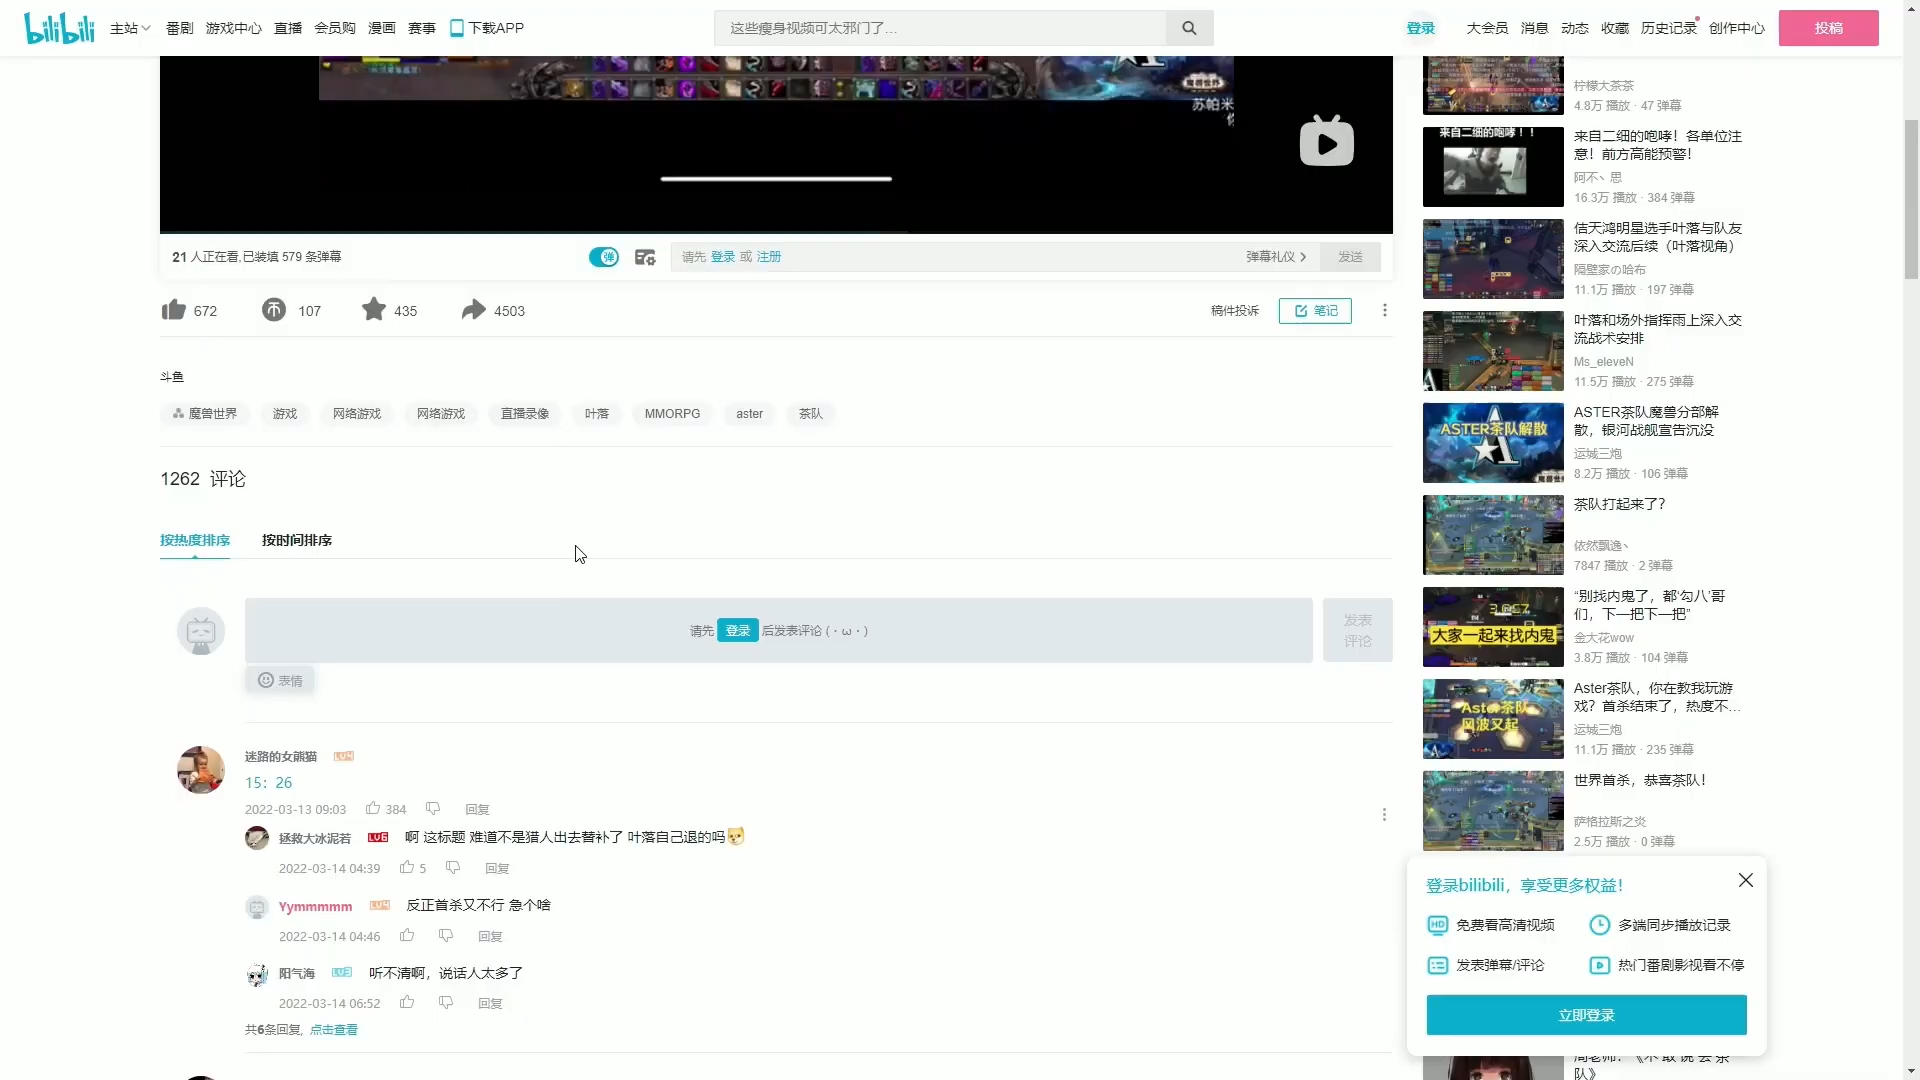 bilibili 主站 番剧 游戏中心 直播 会员购 漫画 赛事 下载APP
这些瘦身视频可太邪门了…
登录 大会员 消息 动态 收藏 历史记录 创作中心 投稿
苏帕米
21 人正在看,已装填 579 条弹幕
弹
请先 登录 或 注册
弹幕礼仪 发送
672 107 435 4503
稿件投诉 笔记
斗鱼
魔兽世界 游戏 网络游戏 网络游戏 直播录像 叶落 MMORPG aster 茶队
1262 评论
按热度排序 按时间排序
请先 登录 后发表评论 (・ω・)
发表
评论
表情
迷路的女熊猫 LV4
15：26
2022-03-13 09:03 384 回复
拯救大冰泥若 LV6 啊 这标题 难道不是猎人出去替补了 叶落自己退的吗
2022-03-14 04:39 5 回复
Yymmmmm LV4 反正首杀又不行 急个啥
2022-03-14 04:46 回复
阳气海 LV3 听不清啊，说话人太多了
2022-03-14 06:52 回复
共6条回复, 点击查看
柠檬大茶茶
4.8万 播放 · 47 弹幕
来自二细的咆哮！！
来自二细的咆哮！各单位注
意！前方高能预警！
阿不丶思
16.3万 播放 · 384 弹幕
佶天鸿明星选手叶落与队友
深入交流后续（叶落视角）
隔壁家の哈布
11.1万 播放 · 197 弹幕
叶落和场外指挥雨上深入交
流战术安排
Ms_eleveN
11.5万 播放 · 275 弹幕
ASTER茶队解散
ASTER茶队魔兽分部解
散，银河战舰宣告沉没
运城三炮
8.2万 播放 · 106 弹幕
茶队打起来了？
依然飘逸丶
7847 播放 · 2 弹幕
大家一起来找内鬼
“别找内鬼了，都‘勾八’哥
们，下一把下一把”
金大花wow
3.8万 播放 · 104 弹幕
Aster茶队
风波又起
Aster茶队，你在教我玩游
戏？首杀结束了，热度不…
运城三炮
11.1万 播放 · 235 弹幕
世界首杀，恭喜茶队！
萨格拉斯之炎
2.5万 播放 · 0 弹幕
登录bilibili，享受更多权益！
HD 免费看高清视频 多端同步播放记录
发表弹幕/评论 热门番剧影视看不停
立即登录
队》